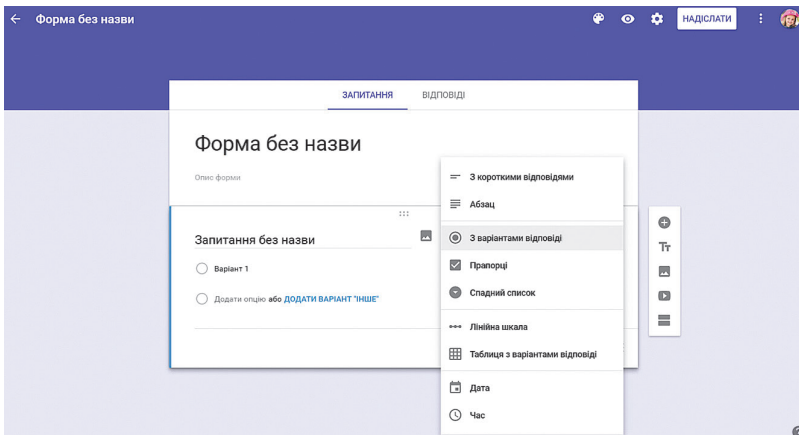 Форма без назви
НАДІСЛАТИ
ЗАПИТАННЯ ВІДПОВІДІ
Форма без назви
Опис форми
Запитання без назви
Варіант 1
Додати опцію або ДОДАТИ ВАРІАНТ "ІНШЕ"
З короткими відповідями
Абзац
З варіантами відповіді
Прапорці
Спадний список
Лінійна шкала
Таблиця з варіантами відповіді
Дата
Час
Тт